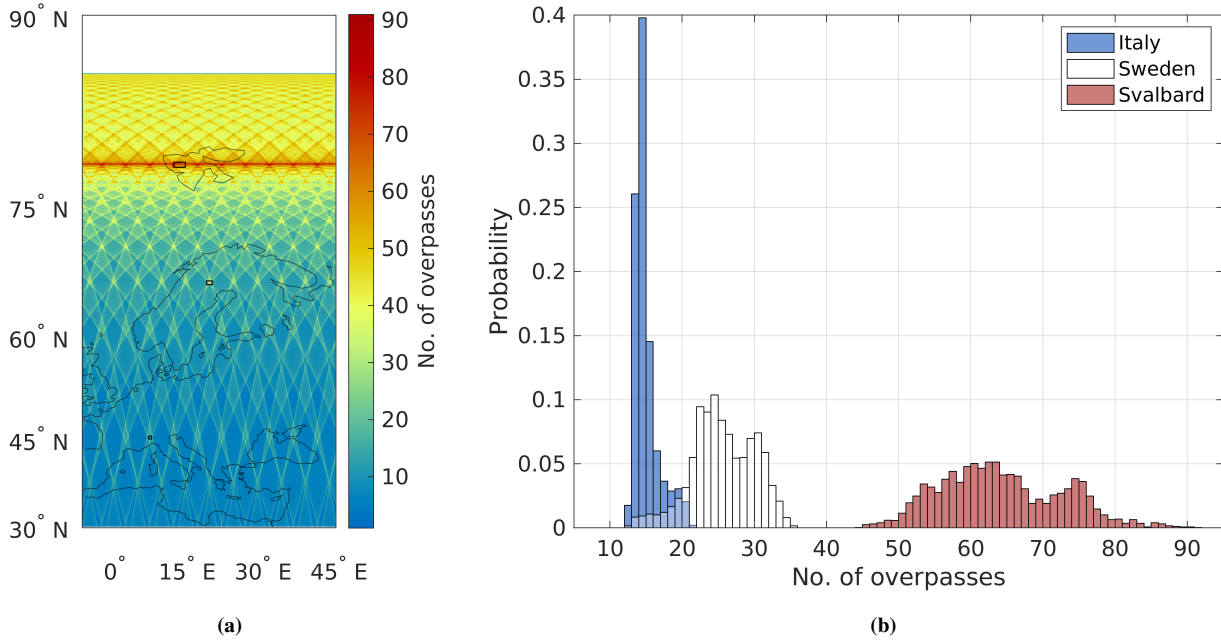 90° N
75° N
60° N
45° N
30° N
0°
15° E
30° E
45° E
90
80
70
60
50
40
30
20
10
No. of overpasses
(a)
0.4
0.35
0.3
0.25
0.2
0.15
0.1
0.05
0
Probability
Italy
Sweden
Svalbard
10
20
30
40
50
60
70
80
90
No. of overpasses
(b)